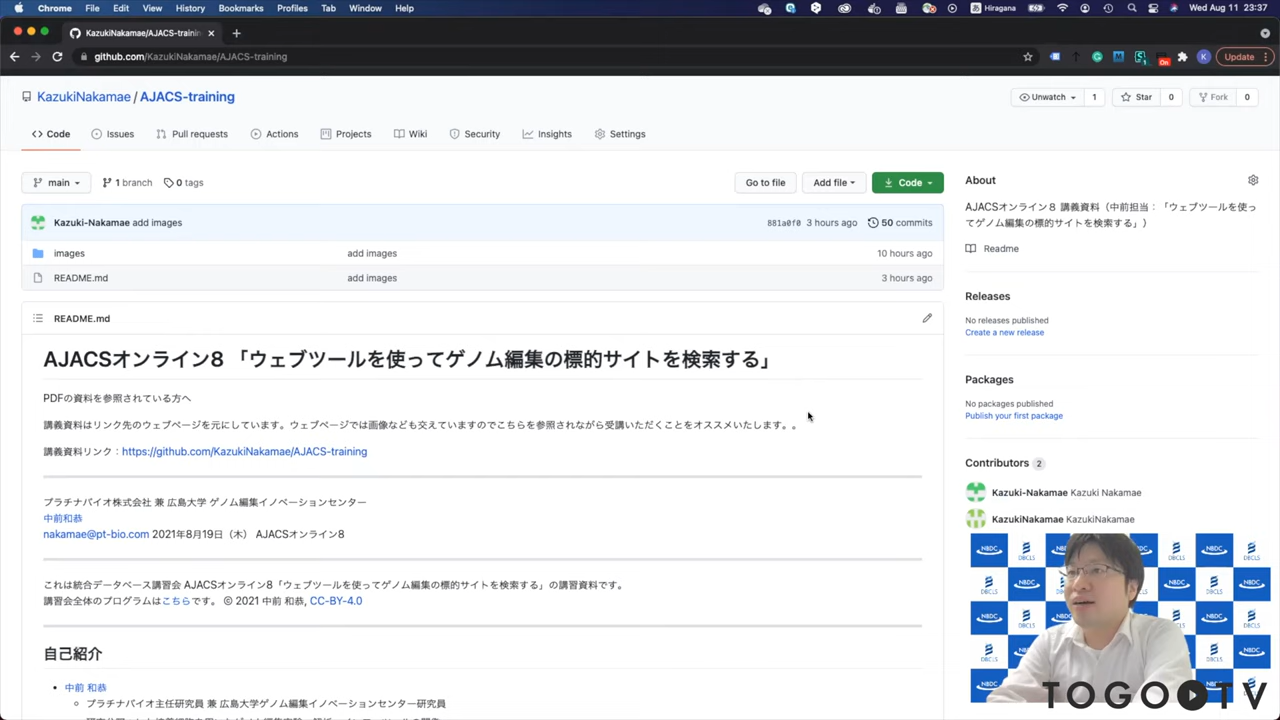 Chrome File Edit View History Bookmarks Profiles Tab Window Help
Hiragana Wed Aug 11 23:37
KazukiNakamae/AJACS-trainin
github.com/KazukiNakamae/AJACS-training
On K Update
KazukiNakamae / AJACS-training
Unwatch 1 Star 0 Fork 0
Code Issues Pull requests Actions Projects Wiki Security Insights Settings
main 1 branch 0 tags Go to file Add file Code
Kazuki-Nakamae add images 881a0f0 3 hours ago 50 commits
images add images 10 hours ago
README.md add images 3 hours ago
README.md
AJACSオンライン8 「ウェブツールを使ってゲノム編集の標的サイトを検索する」
PDFの資料を参照されている方へ
講義資料はリンク先のウェブページを元にしています。ウェブページでは画像なども交えていますのでこちらを参照されながら受講いただくことをオススメいたします。。
講義資料リンク：https://github.com/KazukiNakamae/AJACS-training
プラチナバイオ株式会社 兼 広島大学 ゲノム編集イノベーションセンター
中前和恭
nakamae@pt-bio.com 2021年8月19日（木） AJACSオンライン8
これは統合データベース講習会 AJACSオンライン8「ウェブツールを使ってゲノム編集の標的サイトを検索する」の講習資料です。
講習会全体のプログラムはこちらです。 © 2021 中前 和恭, CC-BY-4.0
自己紹介
中前 和恭
プラチナバイオ主任研究員 兼 広島大学ゲノム編集イノベーションセンター研究員
About
AJACSオンライン８ 講義資料（中前担当：「ウェブツールを使っ
てゲノム編集の標的サイトを検索する」）
Readme
Releases
No releases published
Create a new release
Packages
No packages published
Publish your first package
Contributors 2
Kazuki-Nakamae Kazuki Nakamae
KazukiNakamae KazukiNakamae
NBDC DBCLS
TOGO TV